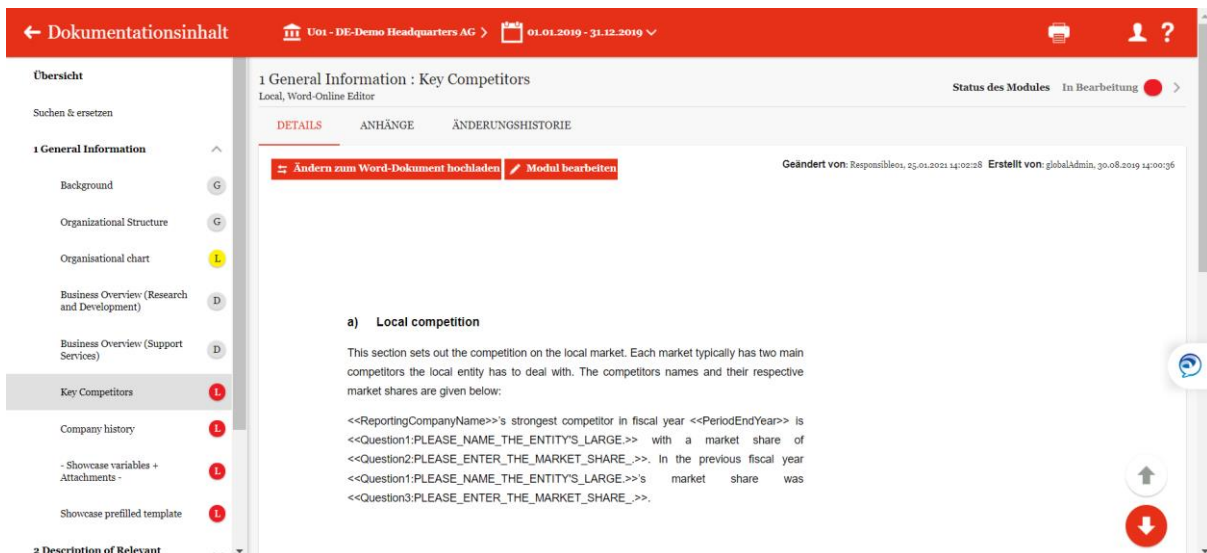 Dokumentationsinhalt
U01 - DE-Demo Headquarters AG
01.01.2019 - 31.12.2019
?
Übersicht
Suchen & ersetzen
1 General Information
Background G
Organizational Structure G
Organisational chart L
Business Overview (Research
and Development) D
Business Overview (Support
Services) D
Key Competitors L
Company history L
- Showcase variables +
Attachments - L
Showcase prefilled template L
2 Description of Relevant
1 General Information : Key Competitors
Local, Word-Online Editor
Status des Modules In Bearbeitung
DETAILS ANHÄNGE ÄNDERUNGSHISTORIE
Ändern zum Word-Dokument hochladen Modul bearbeiten
Geändert von: Responsible01, 25.01.2021 14:02:28 Erstellt von: globalAdmin, 30.08.2019 14:00:36
a) Local competition
This section sets out the competition on the local market. Each market typically has two main
competitors the local entity has to deal with. The competitors names and their respective
market shares are given below:
<<ReportingCompanyName>>'s strongest competitor in fiscal year <<PeriodEndYear>> is
<<Question1:PLEASE_NAME_THE_ENTITY'S_LARGE.>> with a market share of
<<Question2:PLEASE_ENTER_THE_MARKET_SHARE_.>>. In the previous fiscal year
<<Question1:PLEASE_NAME_THE_ENTITY'S_LARGE.>>'s market share was
<<Question3:PLEASE_ENTER_THE_MARKET_SHARE_.>>.